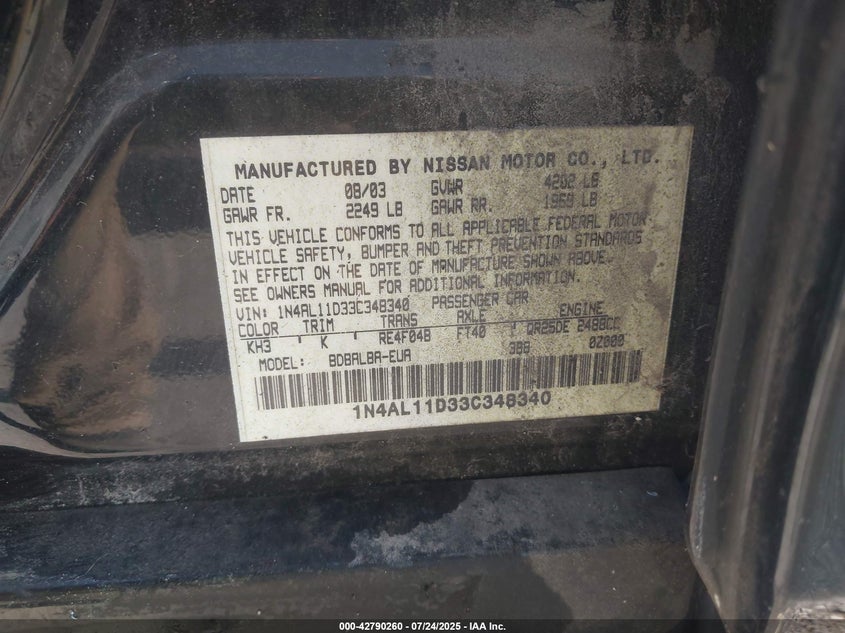 MANUFACTURED BY NISSAN MOTOR CO., LTD.
DATE 08/03 GVWR 4202 LB
GAWR FR. 2249 LB GAWR RR. 1960 LB
THIS VEHICLE CONFORMS TO ALL APPLICABLE FEDERAL MOTOR
VEHICLE SAFETY, BUMPER AND THEFT PREVENTION STANDARDS
IN EFFECT ON THE DATE OF MANUFACTURE SHOWN ABOVE.
SEE OWNERS MANUAL FOR ADDITIONAL INFORMATION.
VIN: 1N4AL11D33C348340 PASSENGER CAR
COLOR TRIM TRANS AXLE ENGINE
KH3 K RE4F04B FT40 QR25DE 2488CC
MODEL: BDBALBA-EUA 3BB 0Z000
1N4AL11D33C348340
000-42790260 - 07/24/2025 - IAA Inc.